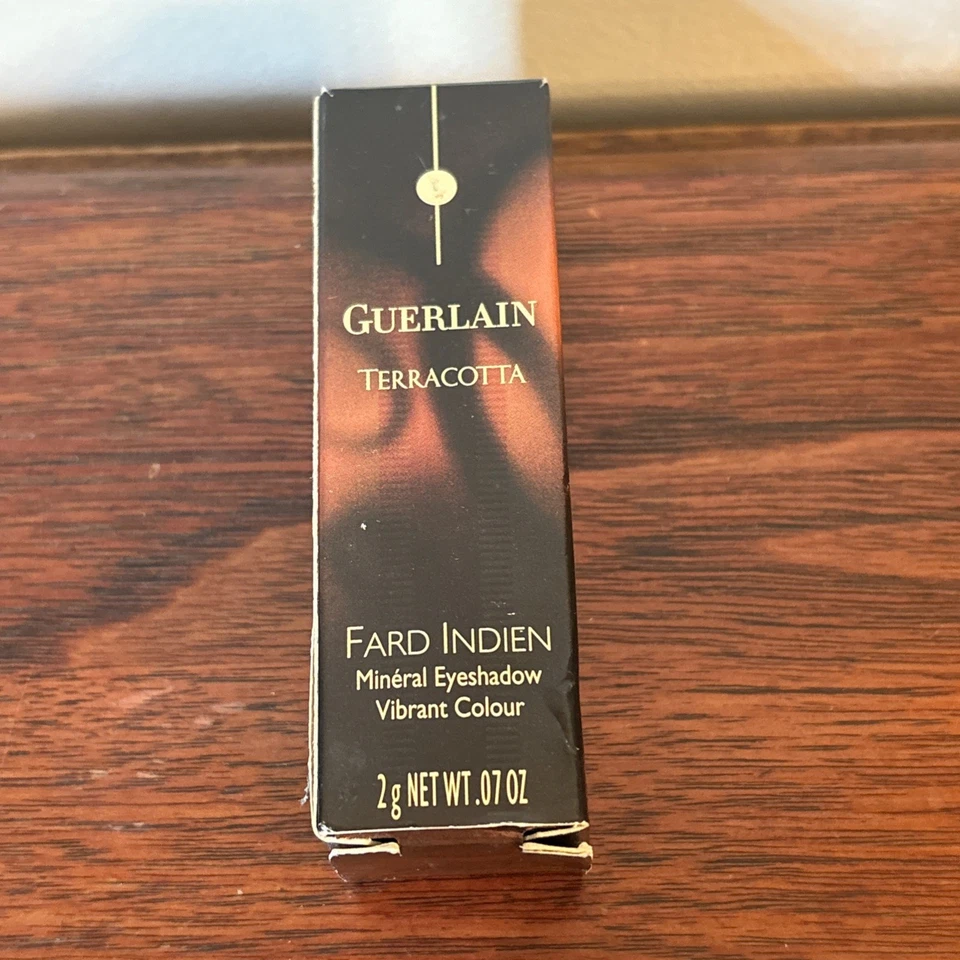 GUERLAIN
TERRACOTTA
FARD INDIEN
Minéral Eyeshadow
Vibrant Colour
2g NET WT .07 OZ